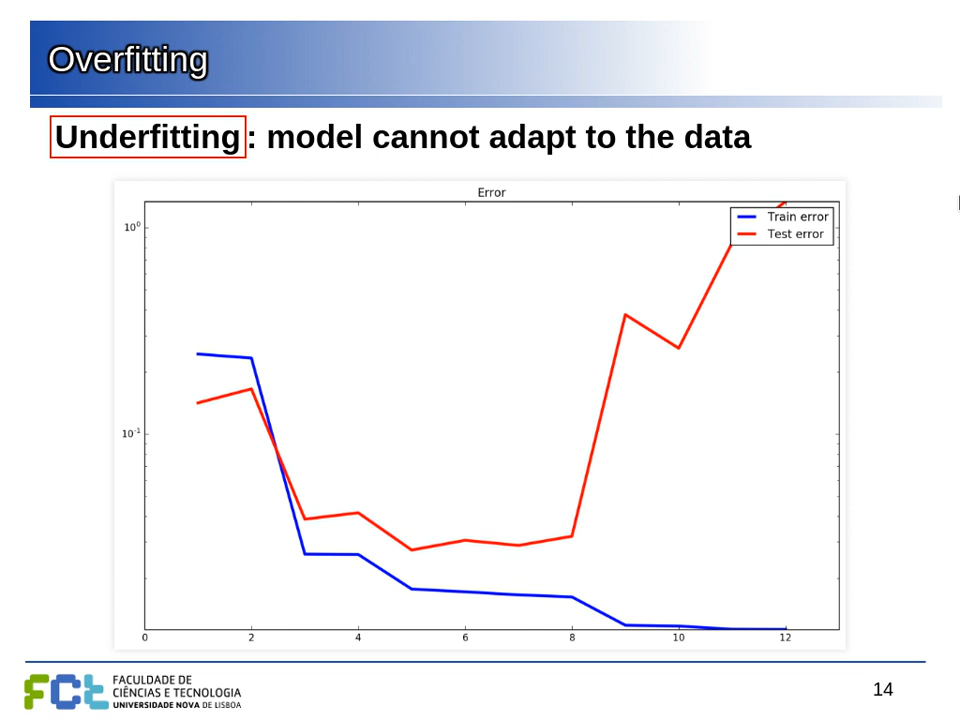 Overfitting
Underfitting : model cannot adapt to the data
Error
10⁰
10⁻¹
Train error
Test error
0 2 4 6 8 10 12
FACULDADE DE
CIÊNCIAS E TECNOLOGIA
UNIVERSIDADE NOVA DE LISBOA
FCt
14